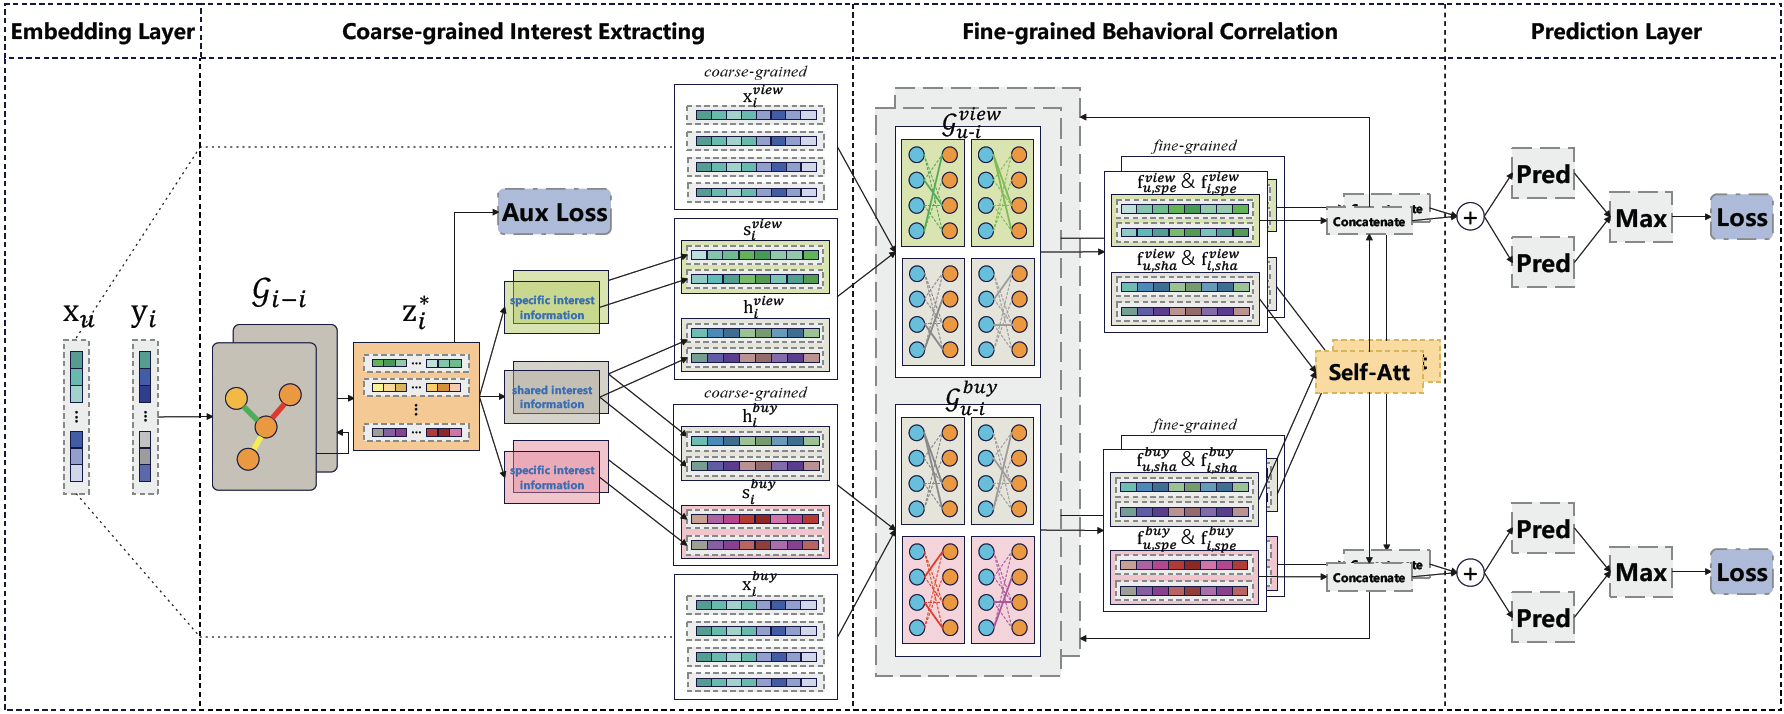 Embedding Layer
Coarse-grained Interest Extracting
Fine-grained Behavioral Correlation
Prediction Layer
x_u
y_i
𝒢_{i-i}
z_i^*
Aux Loss
specific interest
information
shared interest
information
specific interest
information
coarse-grained
x_i^{view}
s_i^{view}
h_i^{view}
coarse-grained
h_i^{buy}
s_i^{buy}
x_i^{buy}
𝒢_{u-i}^{view}
𝒢_{u-i}^{buy}
fine-grained
f_{u,spe}^{view} & f_{i,spe}^{view}
f_{u,sha}^{view} & f_{i,sha}^{view}
fine-grained
f_{u,sha}^{buy} & f_{i,sha}^{buy}
f_{u,spe}^{buy} & f_{i,spe}^{buy}
Concatenate
Self-Att
Concatenate
+
Pred
Pred
Max
Loss
+
Pred
Pred
Max
Loss